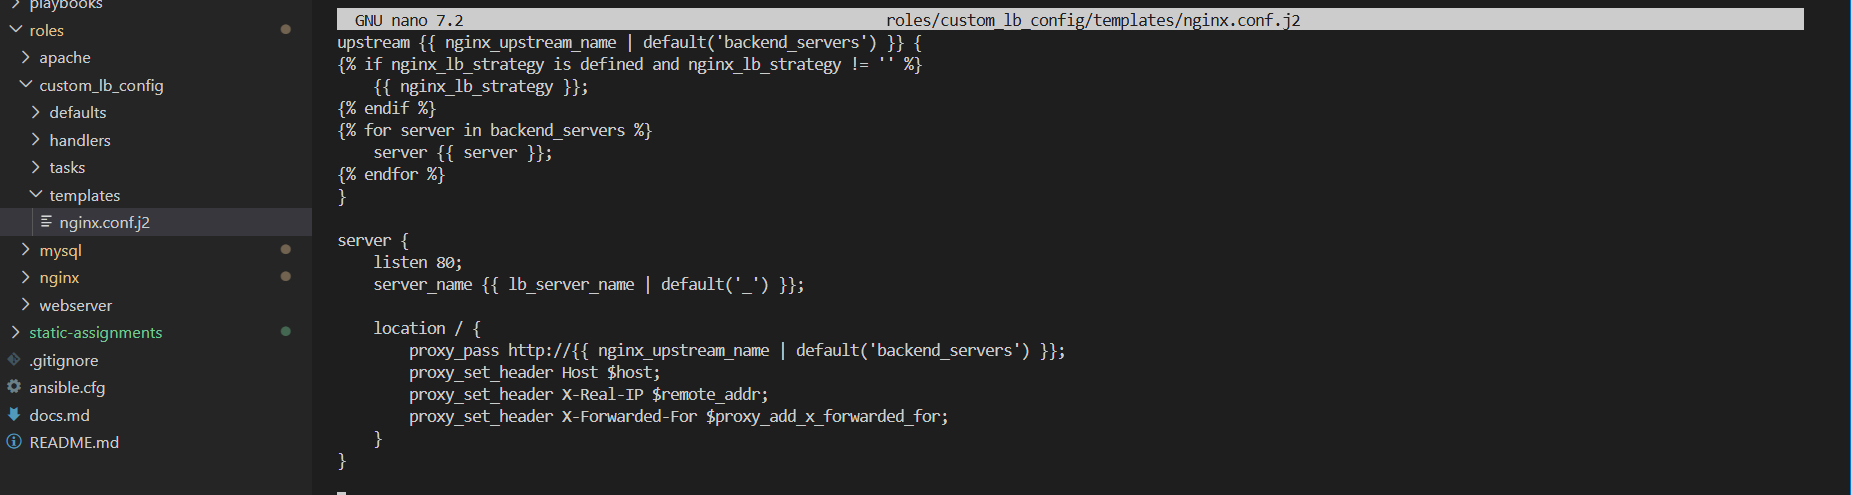 playbooks
roles
apache
custom_lb_config
defaults
handlers
tasks
templates
nginx.conf.j2
mysql
nginx
webserver
static-assignments
.gitignore
ansible.cfg
docs.md
README.md
GNU nano 7.2 roles/custom_lb_config/templates/nginx.conf.j2
upstream {{ nginx_upstream_name | default('backend_servers') }} {
{% if nginx_lb_strategy is defined and nginx_lb_strategy != '' %}
    {{ nginx_lb_strategy }};
{% endif %}
{% for server in backend_servers %}
    server {{ server }};
{% endfor %}
}
server {
    listen 80;
    server_name {{ lb_server_name | default('_') }};
    location / {
        proxy_pass http://{{ nginx_upstream_name | default('backend_servers') }};
        proxy_set_header Host $host;
        proxy_set_header X-Real-IP $remote_addr;
        proxy_set_header X-Forwarded-For $proxy_add_x_forwarded_for;
    }
}